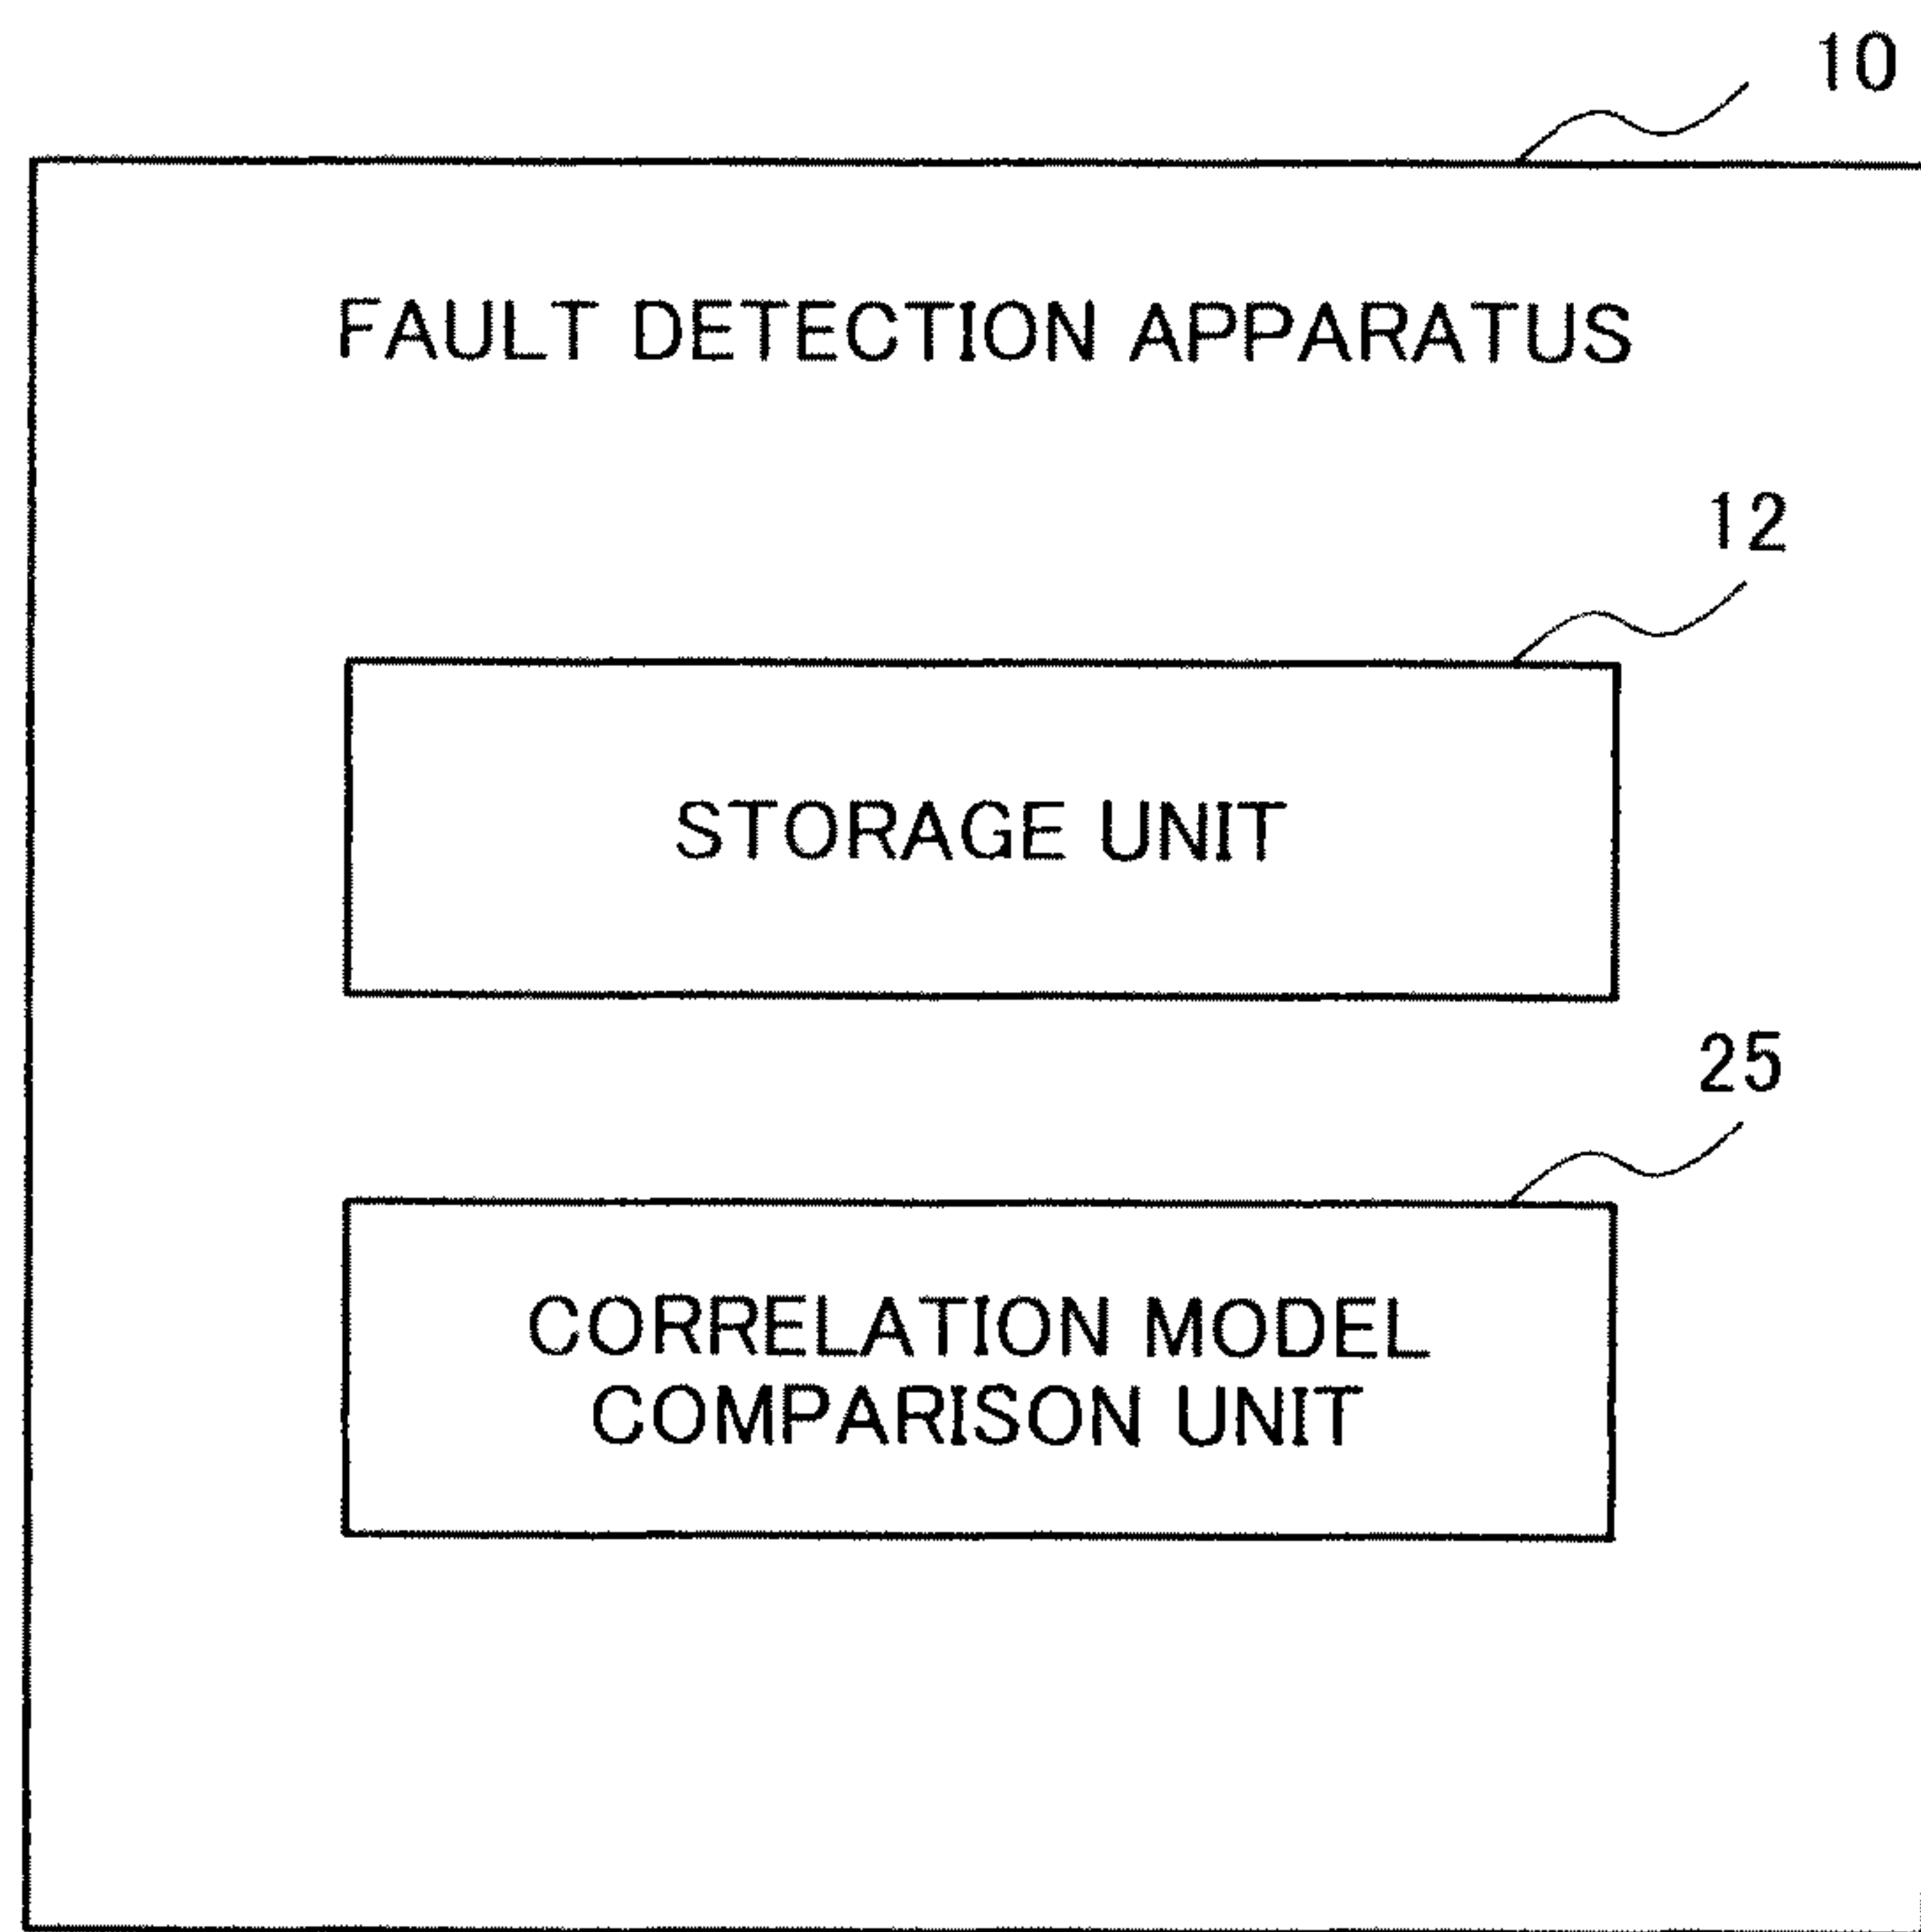 10
FAULT DETECTION APPARATUS
12
STORAGE UNIT
25
CORRELATION MODEL
COMPARISON UNIT